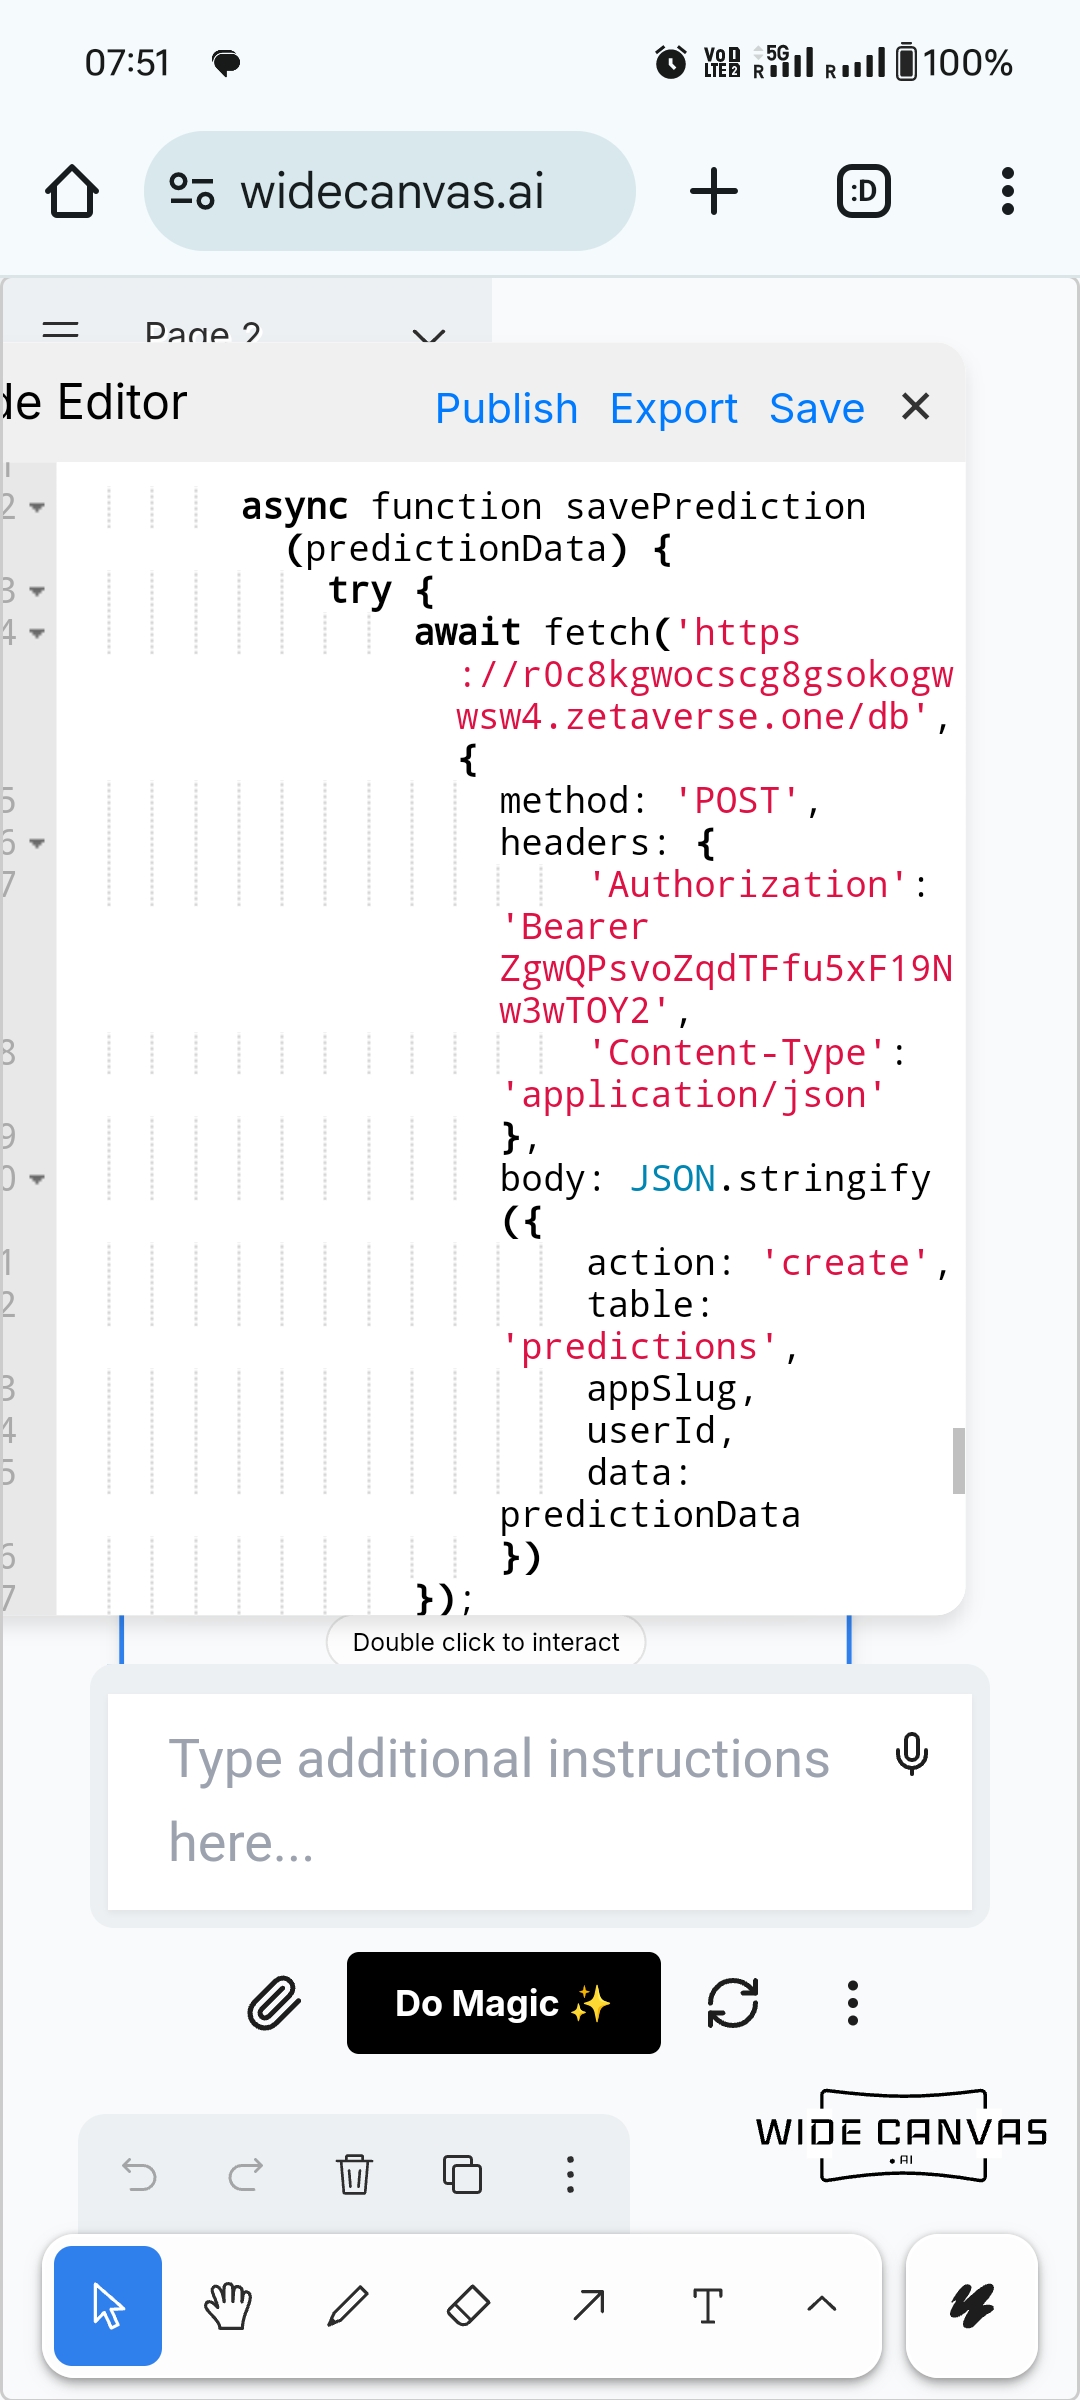 07:51 VoLTE 2 5G R R 100%
widecanvas.ai :D
Page 2
de Editor Publish Export Save ✕
1
2 async function savePrediction
(predictionData) {
3 try {
4 await fetch('https
://r0c8kgwocscg8gsokogw
wsw4.zetaverse.one/db',
{
5 method: 'POST',
6 headers: {
7 'Authorization':
'Bearer
ZgwQPsvoZqdTFfu5xF19N
w3wTOY2',
8 'Content-Type':
'application/json'
9 },
0 body: JSON.stringify
({
1 action: 'create',
2 table:
'predictions',
3 appSlug,
4 userId,
5 data:
predictionData
6 })
7 });
Double click to interact
Type additional instructions
here...
Do Magic ✨
WIDE CANVAS
.AI
T